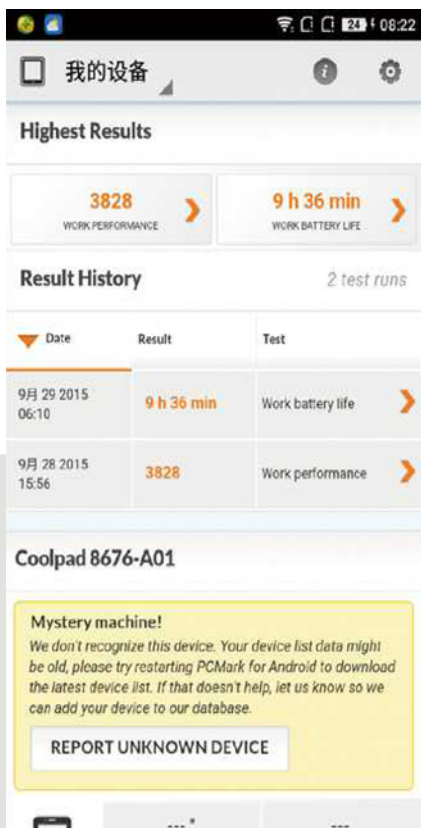 24 08:22
我的设备
Highest Results
3828
WORK PERFORMANCE
9 h 36 min
WORK BATTERY LIFE
Result History 2 test runs
Date Result Test
9月 29 2015
06:10
9 h 36 min
Work battery life
9月 28 2015
15:56
3828
Work performance
Coolpad 8676-A01
Mystery machine!
We don't recognize this device. Your device list data might
be old, please try restarting PCMark for Android to download
the latest device list. If that doesn't help, let us know so we
can add your device to our database.
REPORT UNKNOWN DEVICE
---*
---